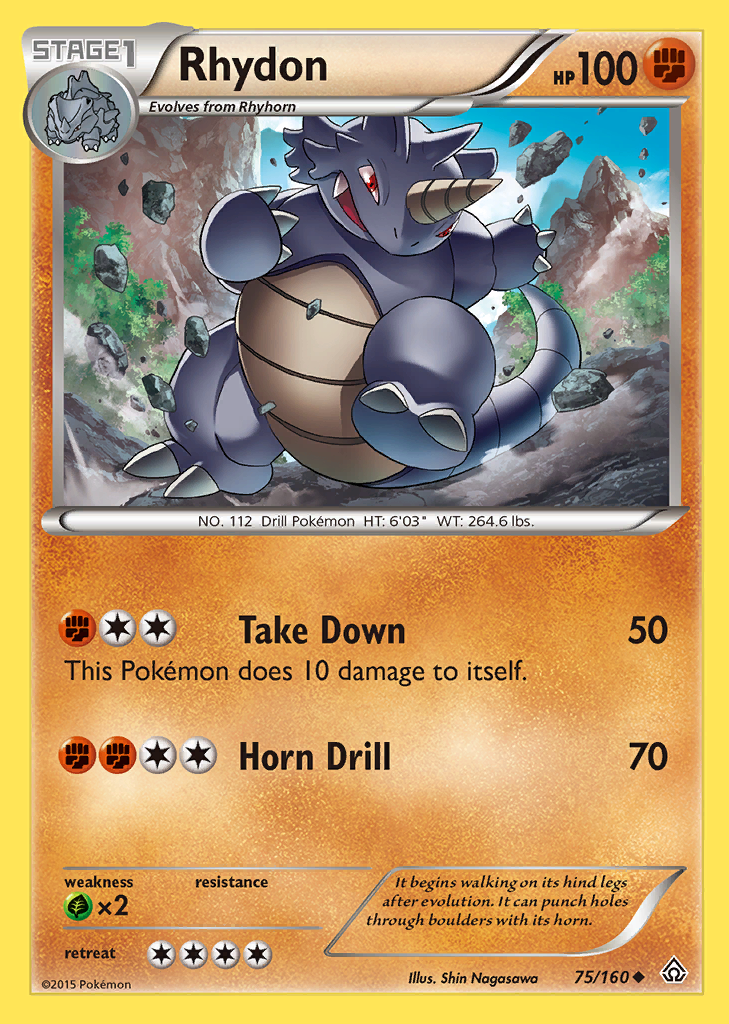 STAGE1
Rhydon
HP100
Evolves from Rhyhorn
NO. 112 Drill Pokémon HT: 6'03" WT: 264.6 lbs.
Take Down 50
This Pokémon does 10 damage to itself.
Horn Drill 70
weakness resistance
×2
It begins walking on its hind legs
after evolution. It can punch holes
through boulders with its horn.
retreat
©2015 Pokémon
Illus. Shin Nagasawa 75/160